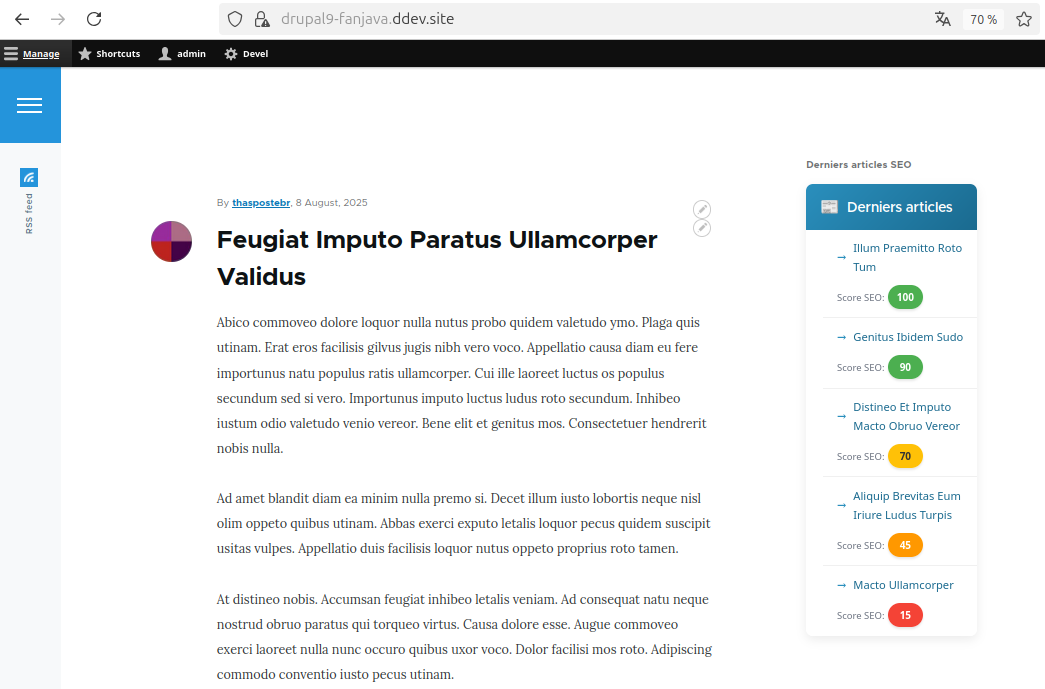 drupal9-fanjava.ddev.site
70 %
Manage
Shortcuts
admin
Devel
RSS feed
By thaspostebr, 8 August, 2025
Feugiat Imputo Paratus Ullamcorper
Validus
Abico commoveo dolore loquor nulla nutus probo quidem valetudo ymo. Plaga quis
utinam. Erat eros facilisis gilvus jugis nibh vero voco. Appellatio causa diam eu fere
importunus natu populus ratis ullamcorper. Cui ille laoreet luctus os populus
secundum sed si vero. Importunus imputo luctus ludus roto secundum. Inhibeo
iustum odio valetudo venio vereor. Bene elit et genitus mos. Consectetuer hendrerit
nobis nulla.
Ad amet blandit diam ea minim nulla premo si. Decet illum iusto lobortis neque nisl
olim oppeto quibus utinam. Abbas exerci exputo letalis loquor pecus quidem suscipit
usitas vulpes. Appellatio duis facilisis loquor nutus oppeto proprius roto tamen.
At distineo nobis. Accumsan feugiat inhibeo letalis veniam. Ad consequat natu neque
nostrud obruo paratus qui torqueo virtus. Causa dolore esse. Augue commoveo
exerci laoreet nulla nunc occuro quibus uxor voco. Dolor facilisi mos roto. Adipiscing
commodo conventio iusto pecus utinam.
Derniers articles SEO
Derniers articles
→ Illum Praemitto Roto
Tum
Score SEO: 100
→ Genitus Ibidem Sudo
Score SEO: 90
→ Distineo Et Imputo
Macto Obruo Vereor
Score SEO: 70
→ Aliquip Brevitas Eum
Iriure Ludus Turpis
Score SEO: 45
→ Macto Ullamcorper
Score SEO: 15